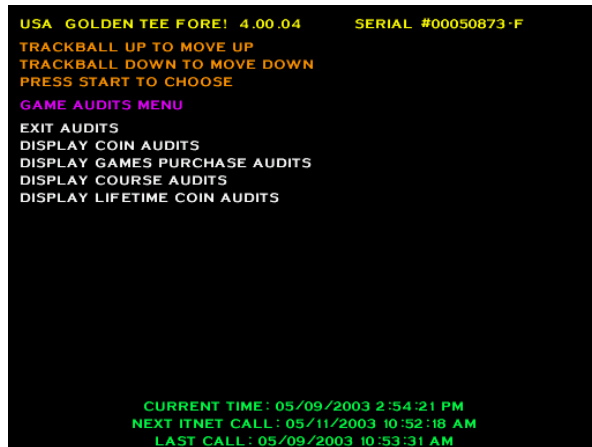 USA GOLDEN TEE FORE! 4.00.04 SERIAL #00050873-F
TRACKBALL UP TO MOVE UP
TRACKBALL DOWN TO MOVE DOWN
PRESS START TO CHOOSE
GAME AUDITS MENU
EXIT AUDITS
DISPLAY COIN AUDITS
DISPLAY GAMES PURCHASE AUDITS
DISPLAY COURSE AUDITS
DISPLAY LIFETIME COIN AUDITS
CURRENT TIME: 05/09/2003 2:54:21 PM
NEXT ITNET CALL: 05/11/2003 10:52:18 AM
LAST CALL: 05/09/2003 10:53:31 AM